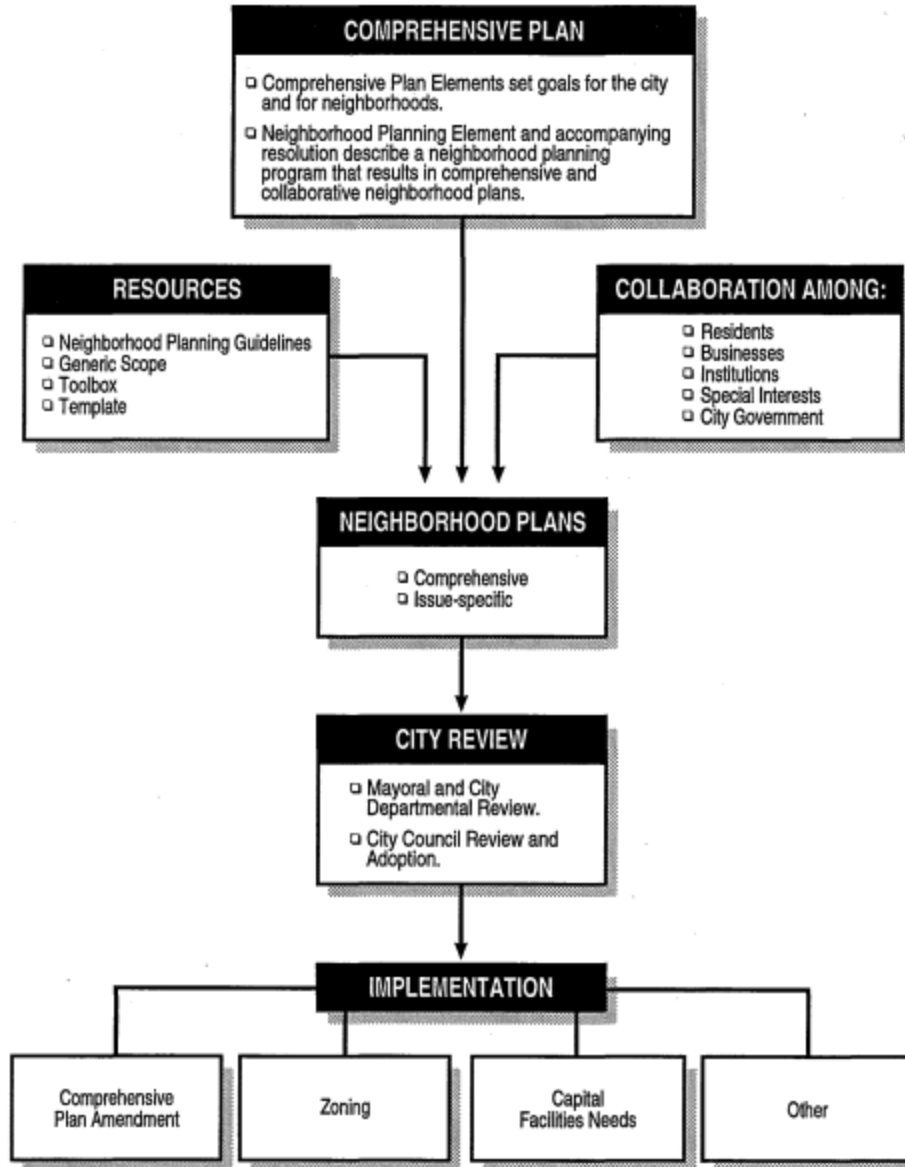 COMPREHENSIVE PLAN
❑ Comprehensive Plan Elements set goals for the city
and for neighborhoods.
❑ Neighborhood Planning Element and accompanying
resolution describe a neighborhood planning
program that results in comprehensive and
collaborative neighborhood plans.
RESOURCES
❑ Neighborhood Planning Guidelines
❑ Generic Scope
❑ Toolbox
❑ Template
COLLABORATION AMONG:
❑ Residents
❑ Businesses
❑ Institutions
❑ Special Interests
❑ City Government
NEIGHBORHOOD PLANS
❑ Comprehensive
❑ Issue-specific
CITY REVIEW
❑ Mayoral and City
Departmental Review.
❑ City Council Review and
Adoption.
IMPLEMENTATION
Comprehensive
Plan Amendment
Zoning
Capital
Facilities Needs
Other